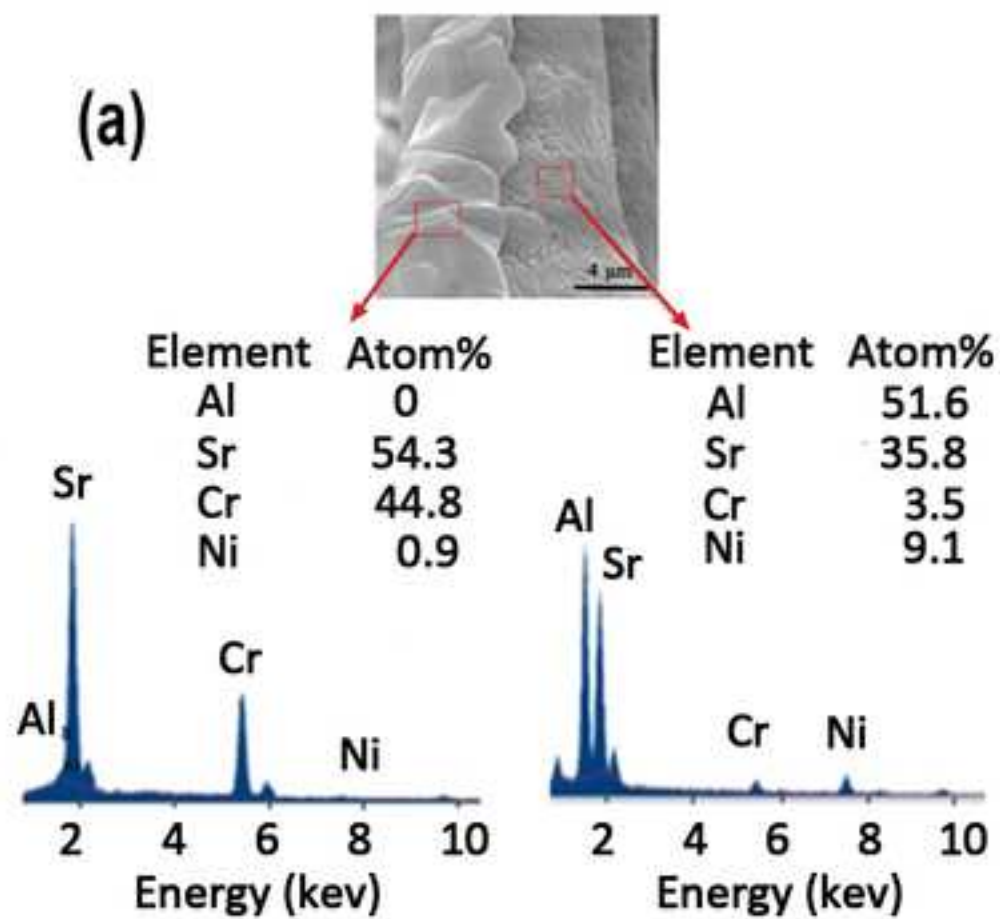 (a)
4 μm
Element Atom%
Al 0
Sr 54.3
Cr 44.8
Ni 0.9
Element Atom%
Al 51.6
Sr 35.8
Cr 3.5
Ni 9.1
Sr
Al
Cr
Ni
2 4 6 8 10
Energy (kev)
Al
Sr
Cr
Ni
2 4 6 8 10
Energy (kev)